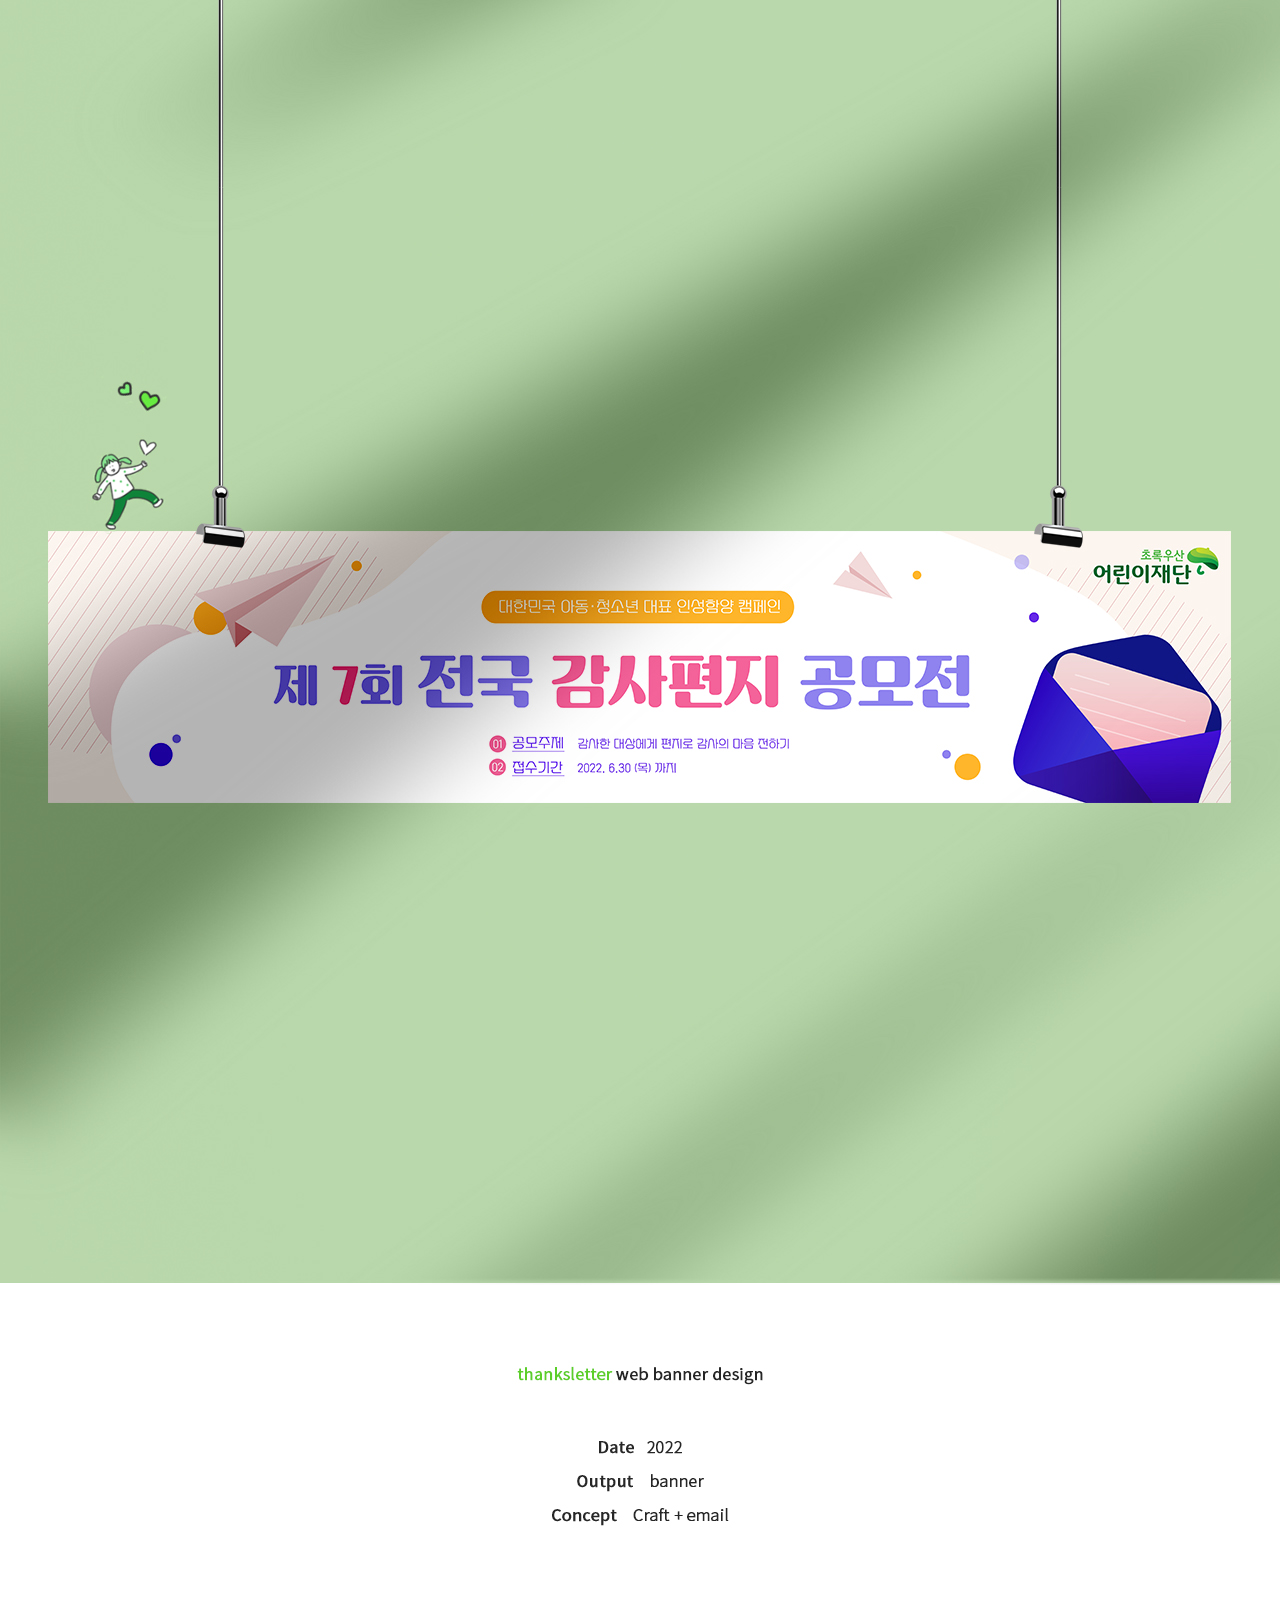 초록우산
어린이재단
대한민국 아동·청소년 대표 인성함양 캠페인
제 7회 전국 감사편지 공모전
01 공모주제 감사한 대상에게 편지로 감사의 마음 전하기
02 접수기간 2022. 6.30 (목) 까지
thanksletter web banner design
Date 2022
Output banner
Concept Craft + email